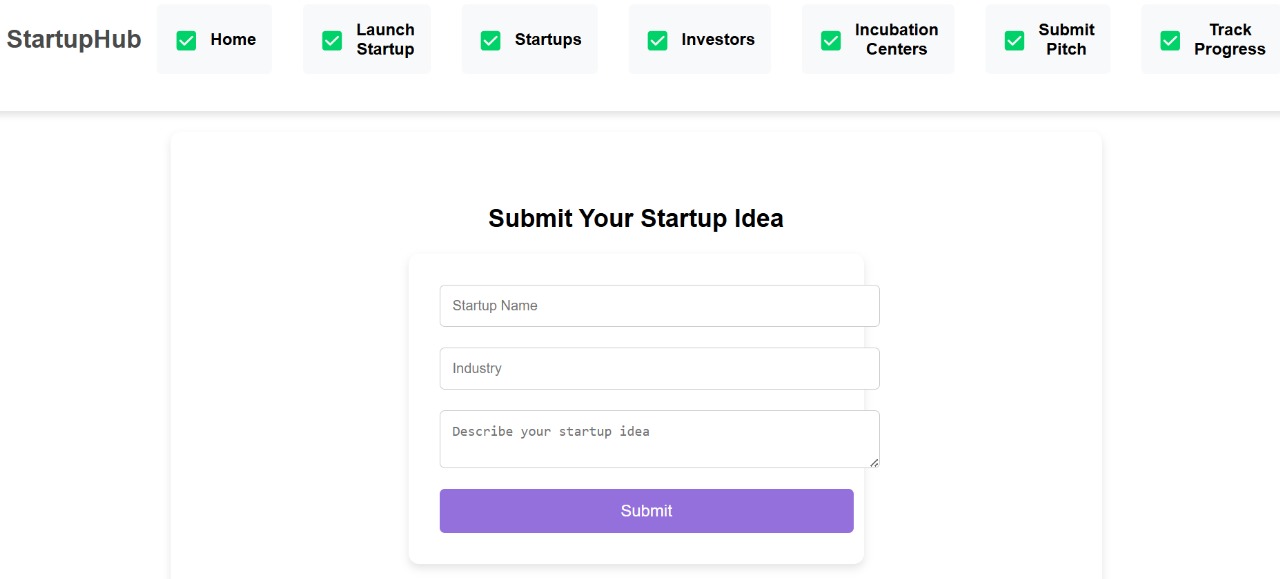 StartupHub
✅ Home
✅ Launch
Startup
✅ Startups
✅ Investors
✅ Incubation
Centers
✅ Submit
Pitch
✅ Track
Progress
Submit Your Startup Idea
Startup Name
Industry
Describe your startup idea
Submit